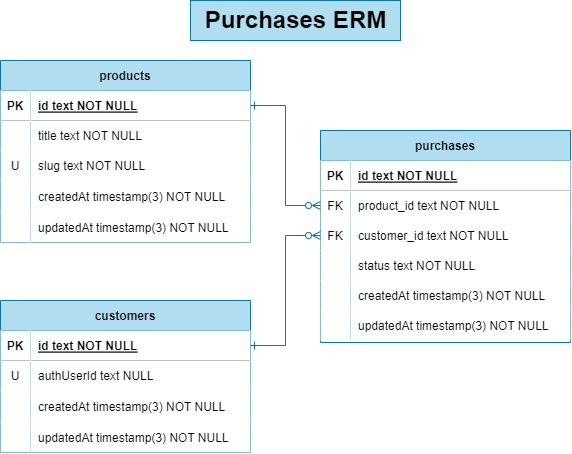 Purchases ERM
products
PK id text NOT NULL
title text NOT NULL
U slug text NOT NULL
createdAt timestamp(3) NOT NULL
updatedAt timestamp(3) NOT NULL
purchases
PK id text NOT NULL
FK product_id text NOT NULL
FK customer_id text NOT NULL
status text NOT NULL
createdAt timestamp(3) NOT NULL
updatedAt timestamp(3) NOT NULL
customers
PK id text NOT NULL
U authUserId text NULL
createdAt timestamp(3) NOT NULL
updatedAt timestamp(3) NOT NULL